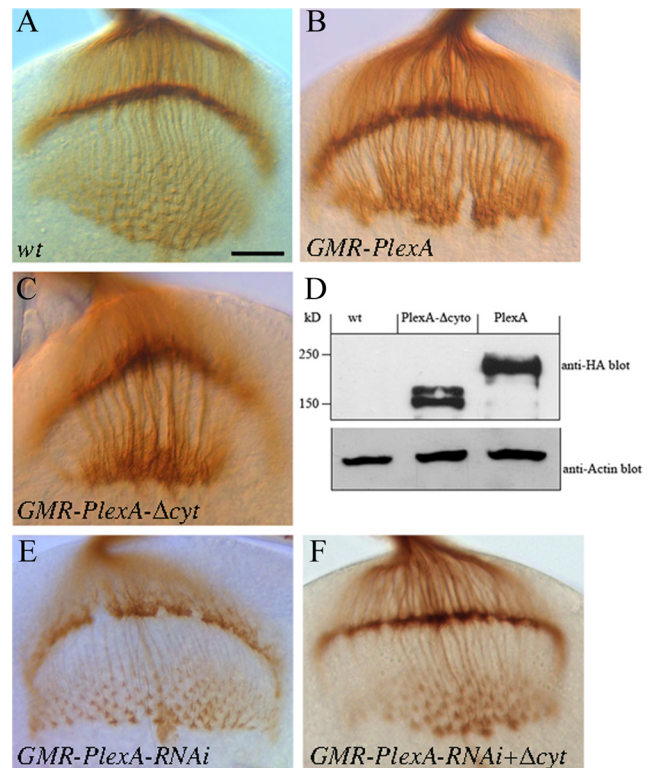 A
wt
B
GMR-PlexA
C
GMR-PlexA-Δcyt
D
kD wt PlexA-Δcyto PlexA
250
anti-HA blot
150
anti-Actin blot
E
GMR-PlexA-RNAi
F
GMR-PlexA-RNAi+Δcyt